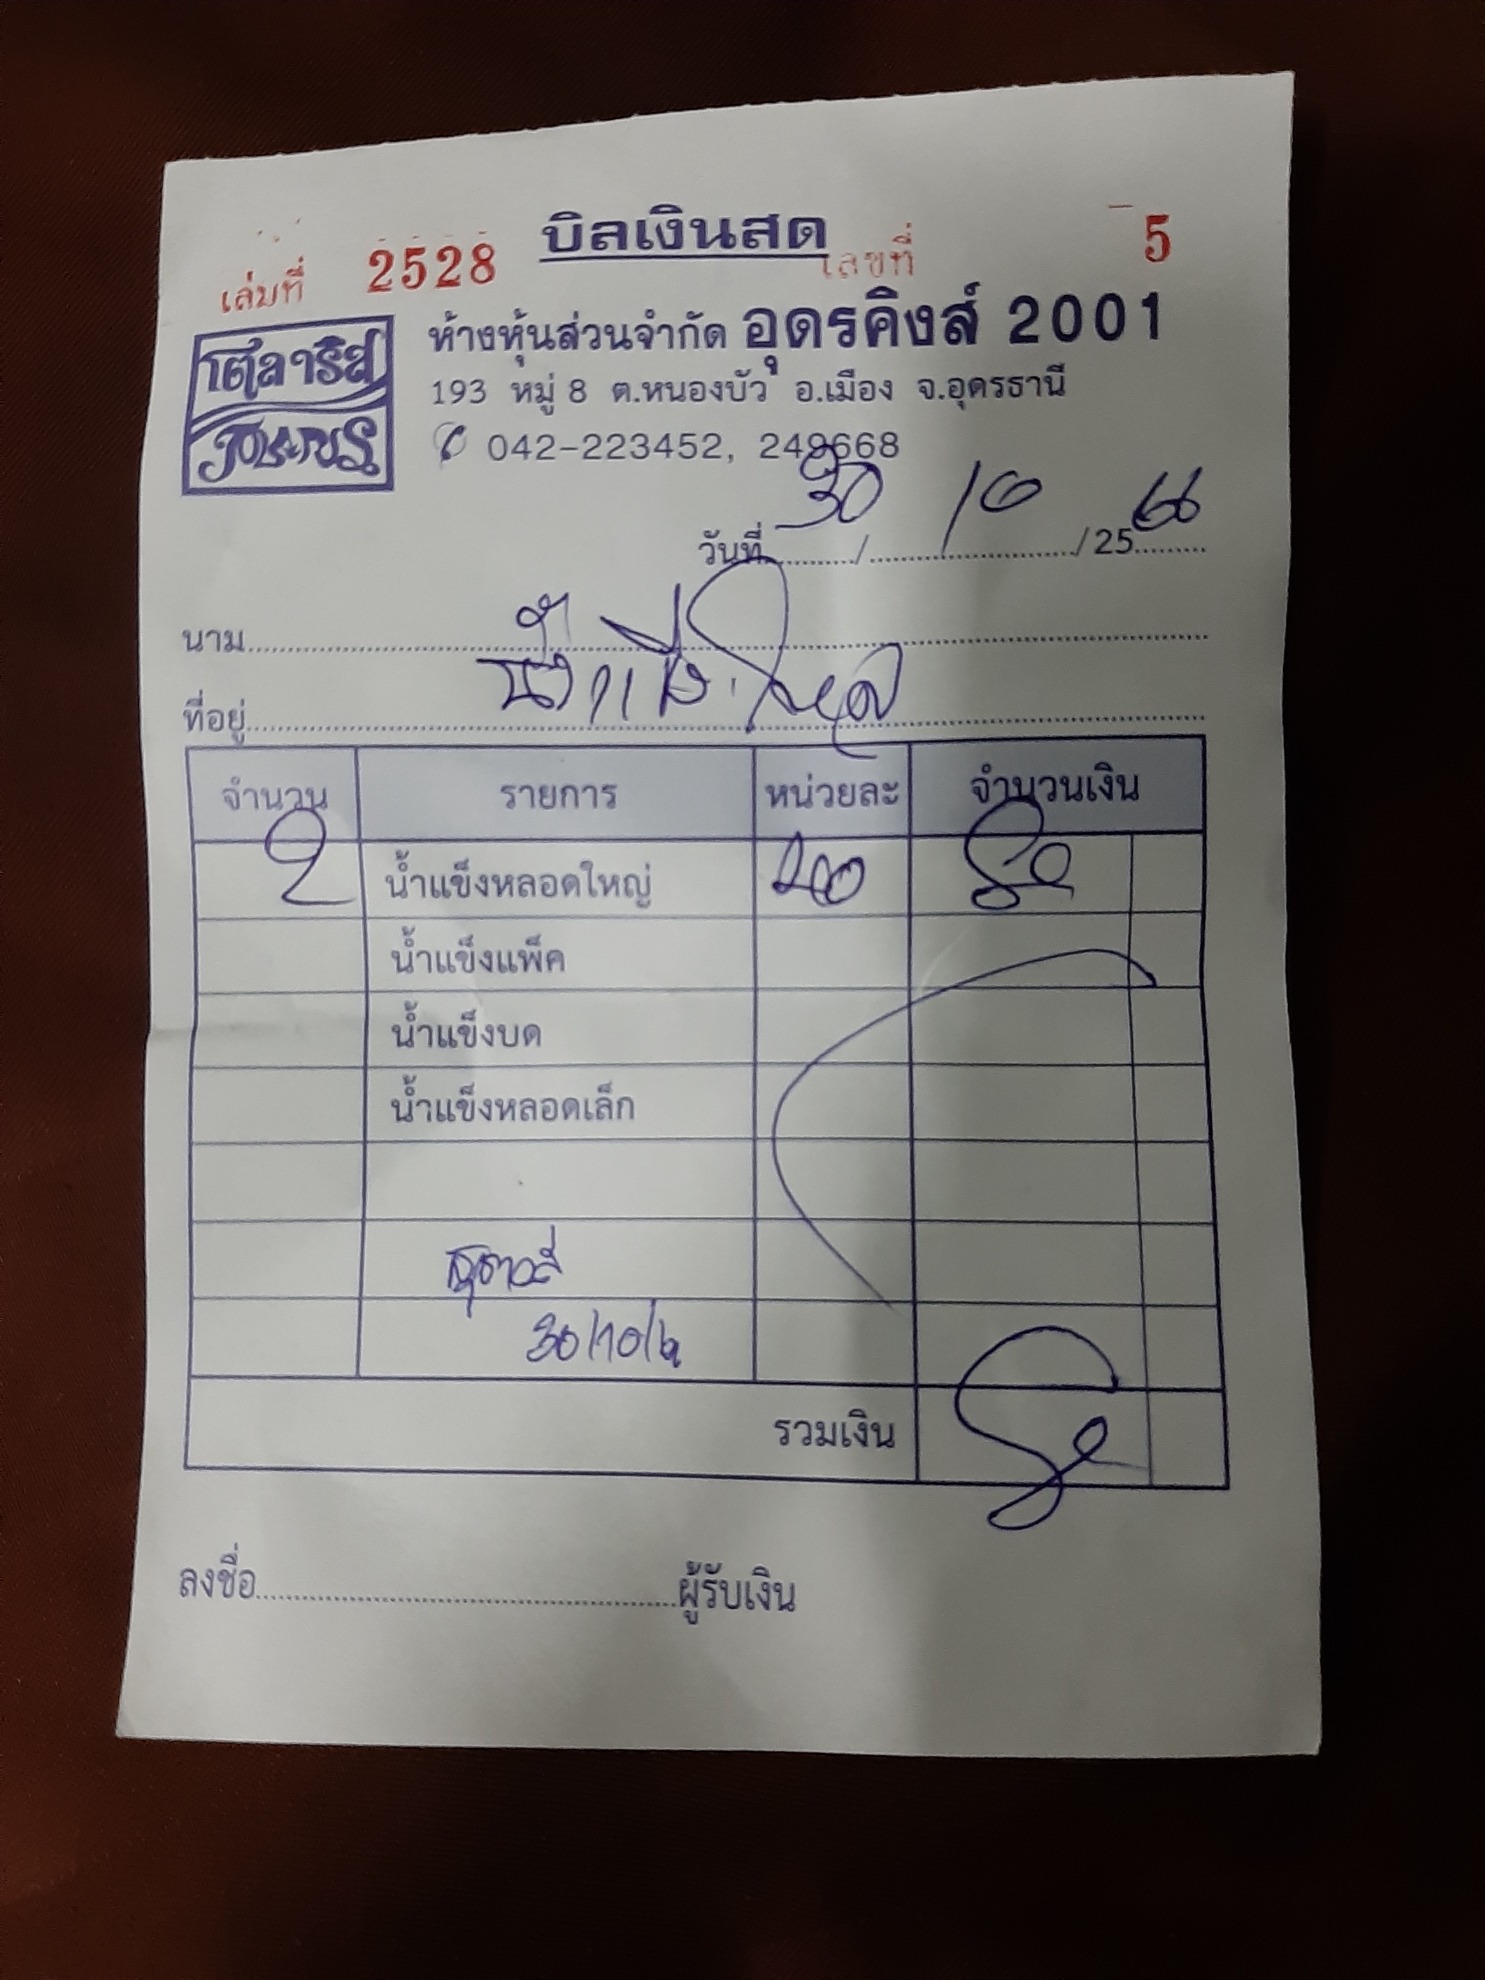 บิลเงินสด
เล่มที่ 2528 เลขที่ 5
ห้างหุ้นส่วนจำกัด อุดรคิงส์ 2001
193 หมู่ 8 ต.หนองบัว อ.เมือง จ.อุดรธานี
042-223452, 249668
วันที่ 30 / 10 / 2566
นาม
ที่อยู่
จำนวน รายการ หน่วยละ จำนวนเงิน
2 น้ำแข็งหลอดใหญ่ 40 80
น้ำแข็งแพ็ค
น้ำแข็งบด
น้ำแข็งหลอดเล็ก
รวมเงิน
ลงชื่อ ผู้รับเงิน